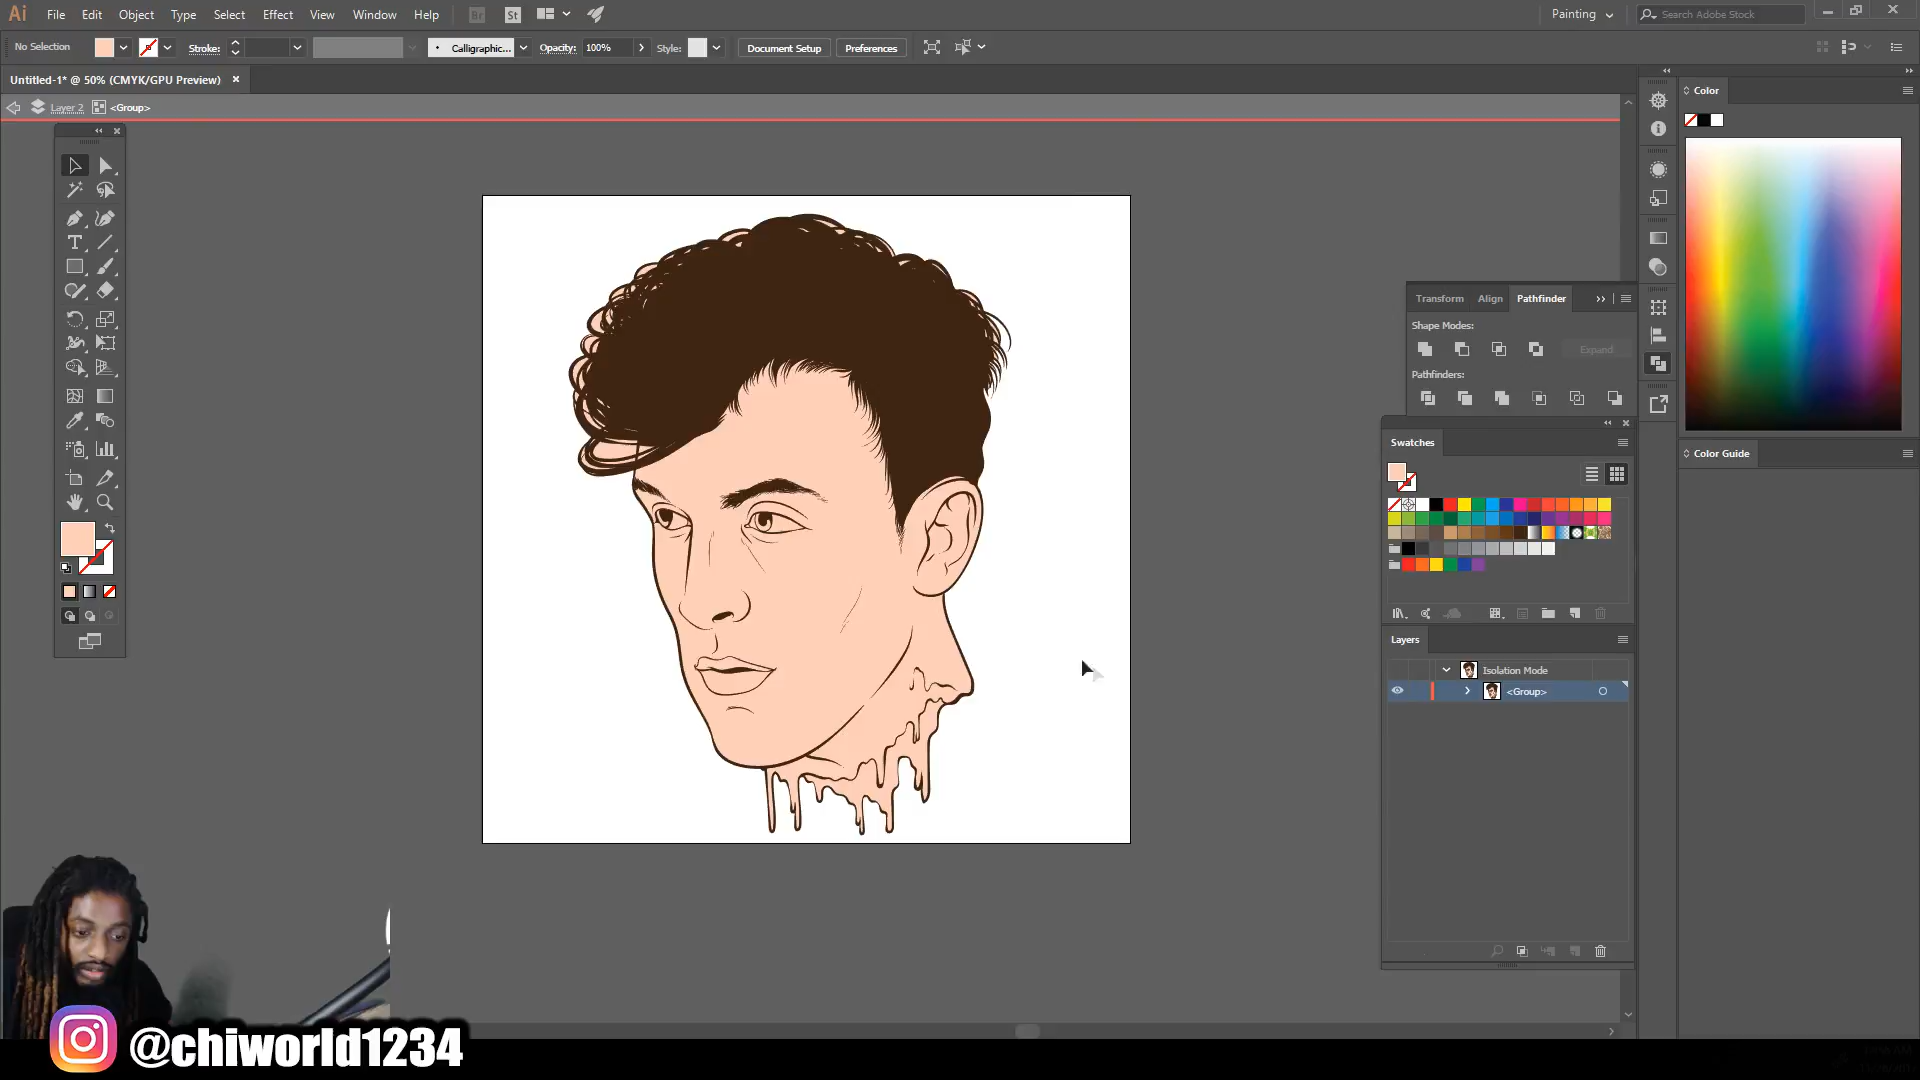 Ai File Edit Object Type Select Effect View Window Help Br St Painting Search Adobe Stock
No Selection Stroke: Calligraphic... Opacity: 100% Style: Document Setup Preferences
Untitled-1* @ 50% (CMYK/GPU Preview)
Layer 2 <Group>
Color
Transform Align Pathfinder
Shape Modes:
Expand
Pathfinders:
Swatches
Color Guide
Layers
Isolation Mode
<Group>
@chiworld1234